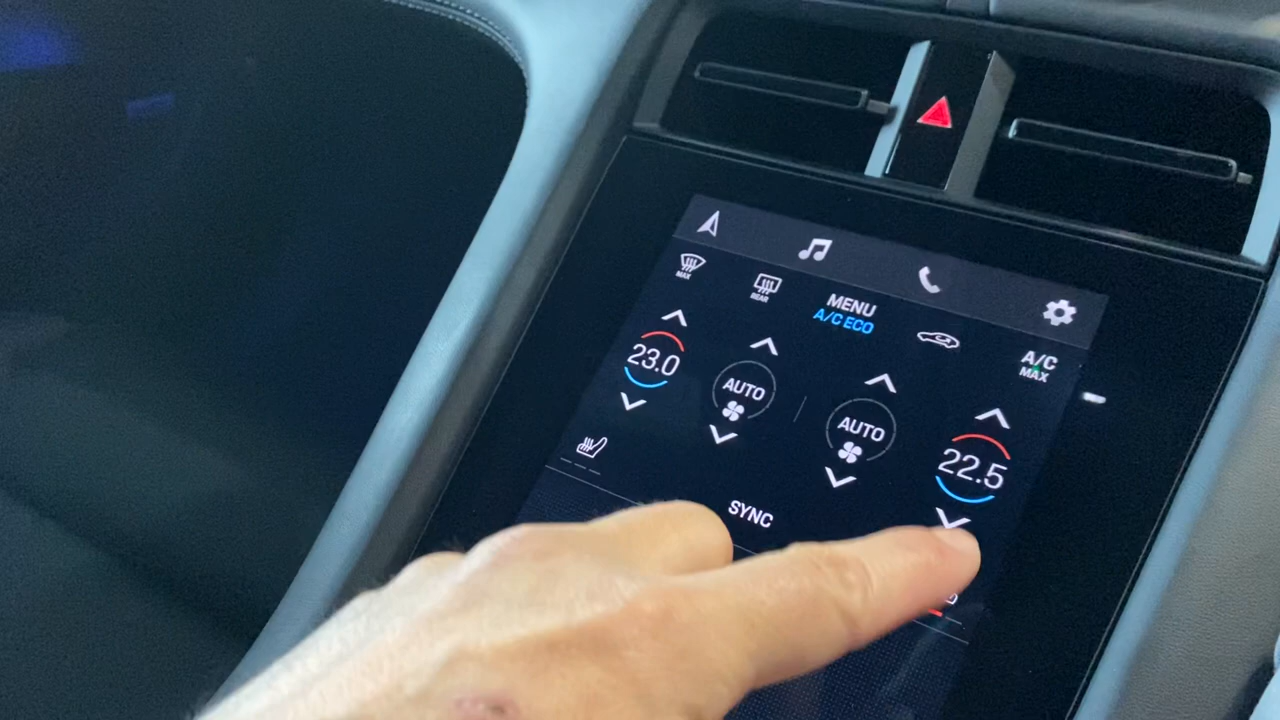 MAX
REAR
MENU
A/C ECO
A/C
MAX
23.0
AUTO
AUTO
22.5
SYNC